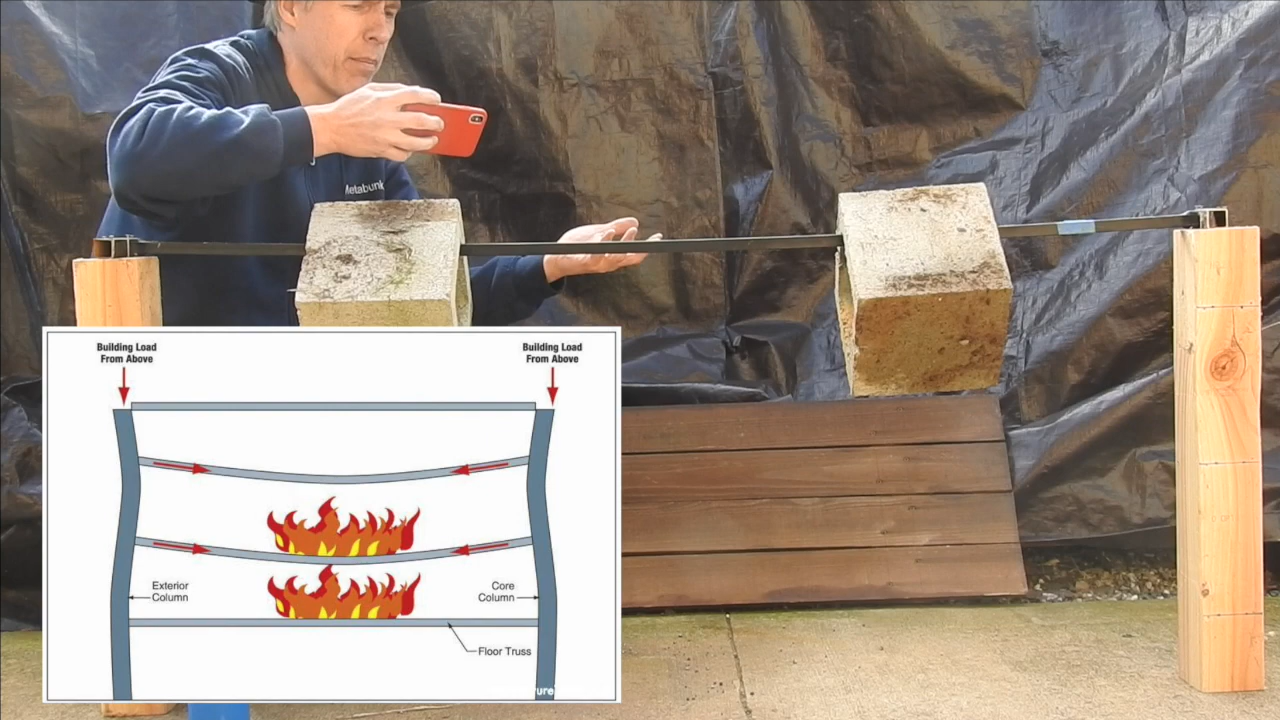 Metabunk
Building Load
From Above
Building Load
From Above
Exterior
Column
Core
Column
Floor Truss